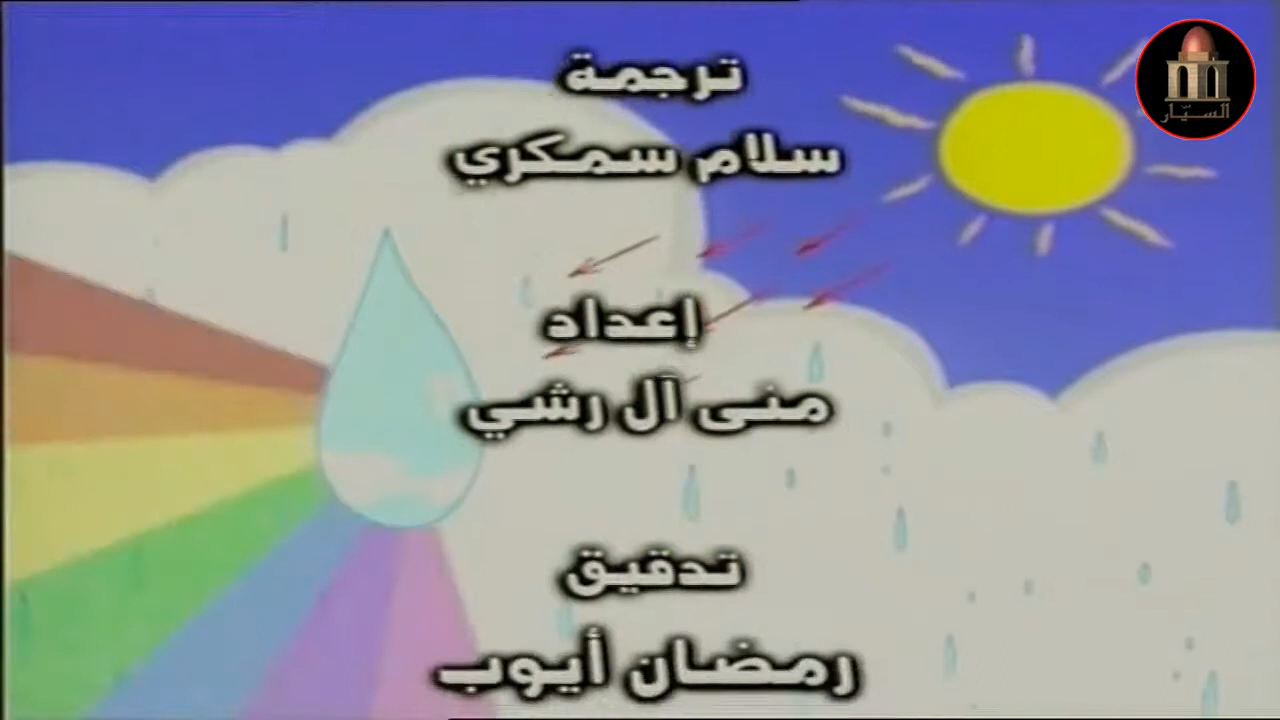 ترجمة
سلام سمكري
إعداد
منى آل رشي
تدقيق
رمضان أيوب
السيّار